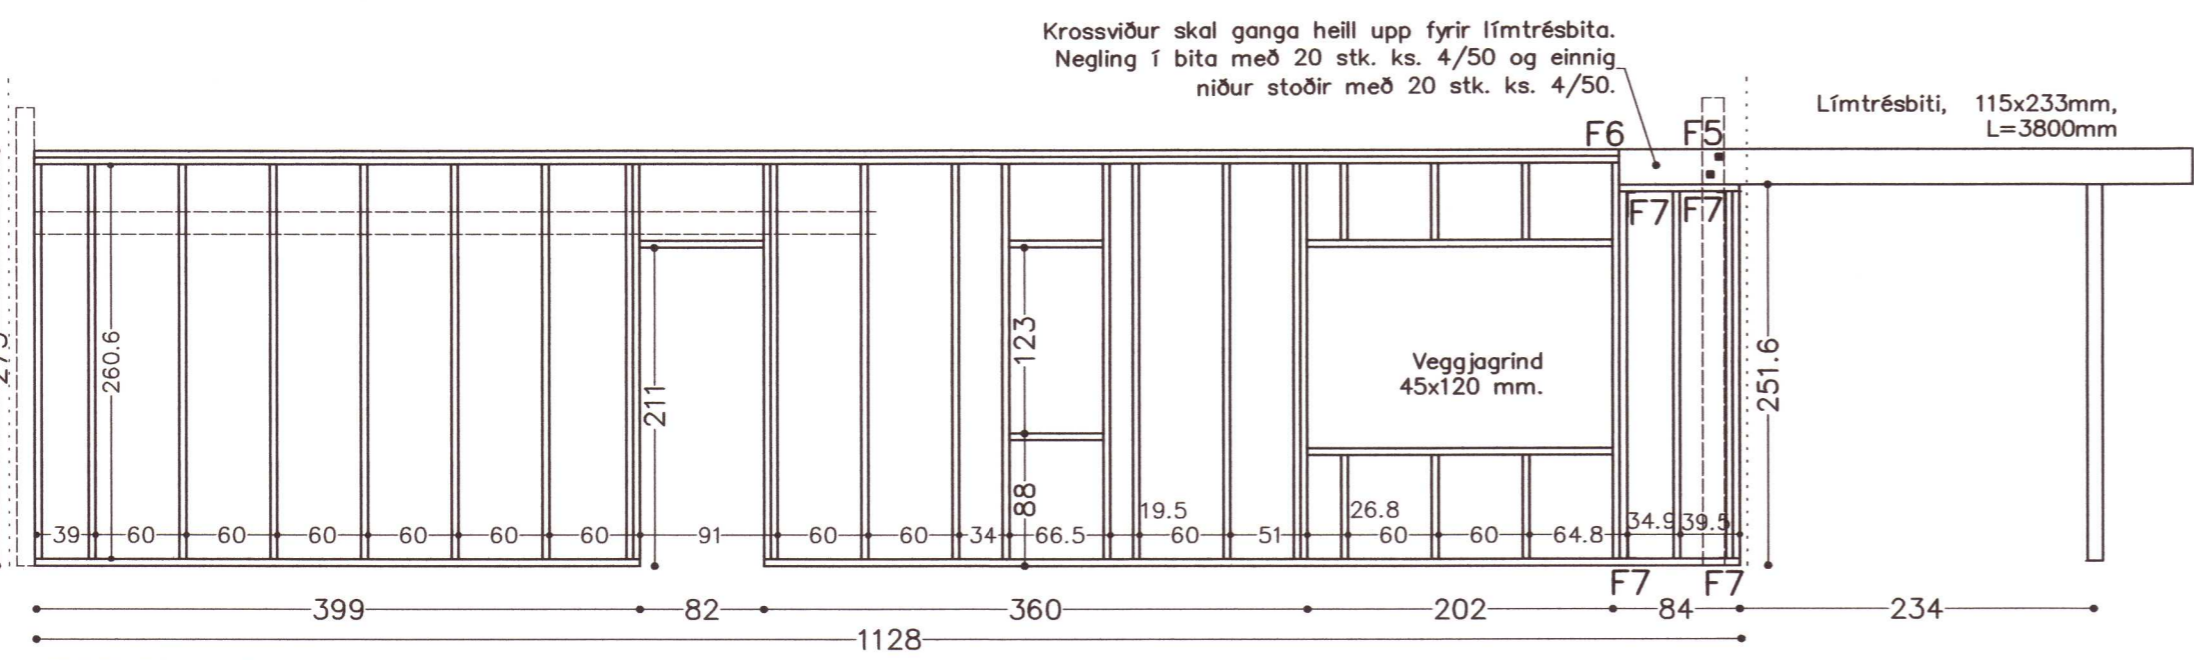 Krossviður skal ganga heill upp fyrir límtrésbita.
Negling í bita með 20 stk. ks. 4/50 og einnig
niður stoðir með 20 stk. ks. 4/50.
Límtrésbiti, 115x233mm,
L=3800mm
F6 F5
F7 F7
260.6
211
123
88
Veggjagrind
45x120 mm.
251.6
19.5 26.8 34.9 39.5
39 60 60 60 60 60 60 91 60 60 34 66.5 60 51 60 60 64.8
F7 F7
399 82 360 202 84 234
1128